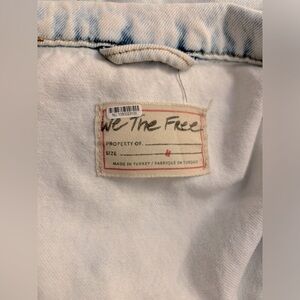 We The Free
PROPERTY OF
SIZE
MADE IN TURKEY / FABRIQUÉ EN TURQUIE